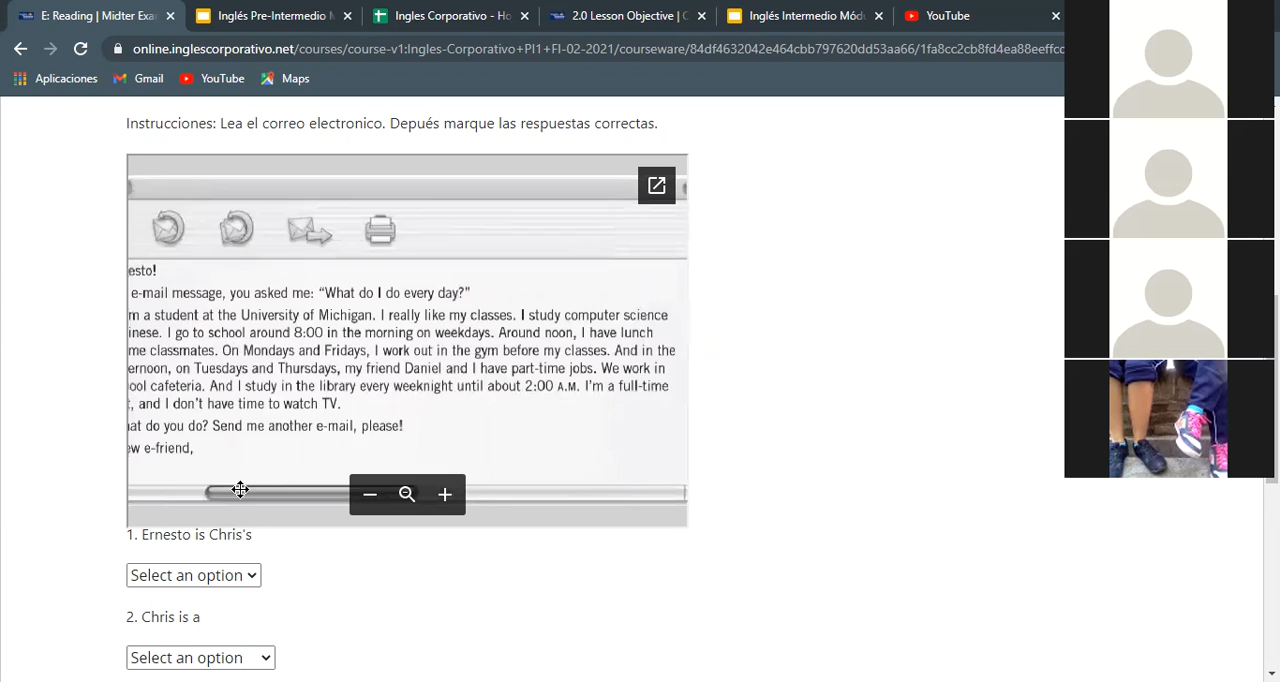 E: Reading | Midter Exa
Inglés Pre-Intermedio
Ingles Corporativo - Ho
2.0 Lesson Objective | C
Inglés Intermedio Mód
YouTube
online.inglescorporativo.net/courses/course-v1:Ingles-Corporativo+PI1+FI-02-2021/courseware/84df4632042e464cbb797620dd53aa66/1fa8cc2cb8fd4ea88eeffcc
Aplicaciones
Gmail
YouTube
Maps
Instrucciones: Lea el correo electronico. Depués marque las respuestas correctas.
esto!
e-mail message, you asked me: “What do I do every day?”
m a student at the University of Michigan. I really like my classes. I study computer science
inese. I go to school around 8:00 in the morning on weekdays. Around noon, I have lunch
me classmates. On Mondays and Fridays, I work out in the gym before my classes. And in the
ernoon, on Tuesdays and Thursdays, my friend Daniel and I have part-time jobs. We work in
ool cafeteria. And I study in the library every weeknight until about 2:00 A.M. I'm a full-time
t, and I don't have time to watch TV.
at do you do? Send me another e-mail, please!
ew e-friend,
1. Ernesto is Chris's
Select an option
2. Chris is a
Select an option